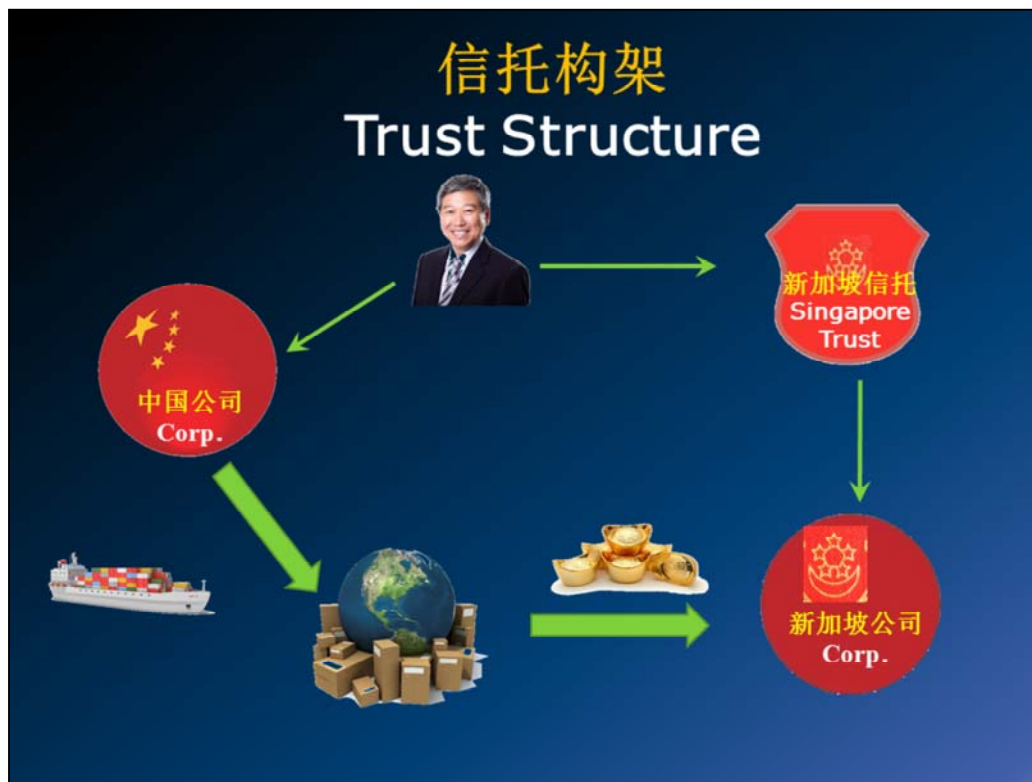 信托构架
Trust Structure
新加坡信托
Singapore
Trust
中国公司
Corp.
新加坡公司
Corp.